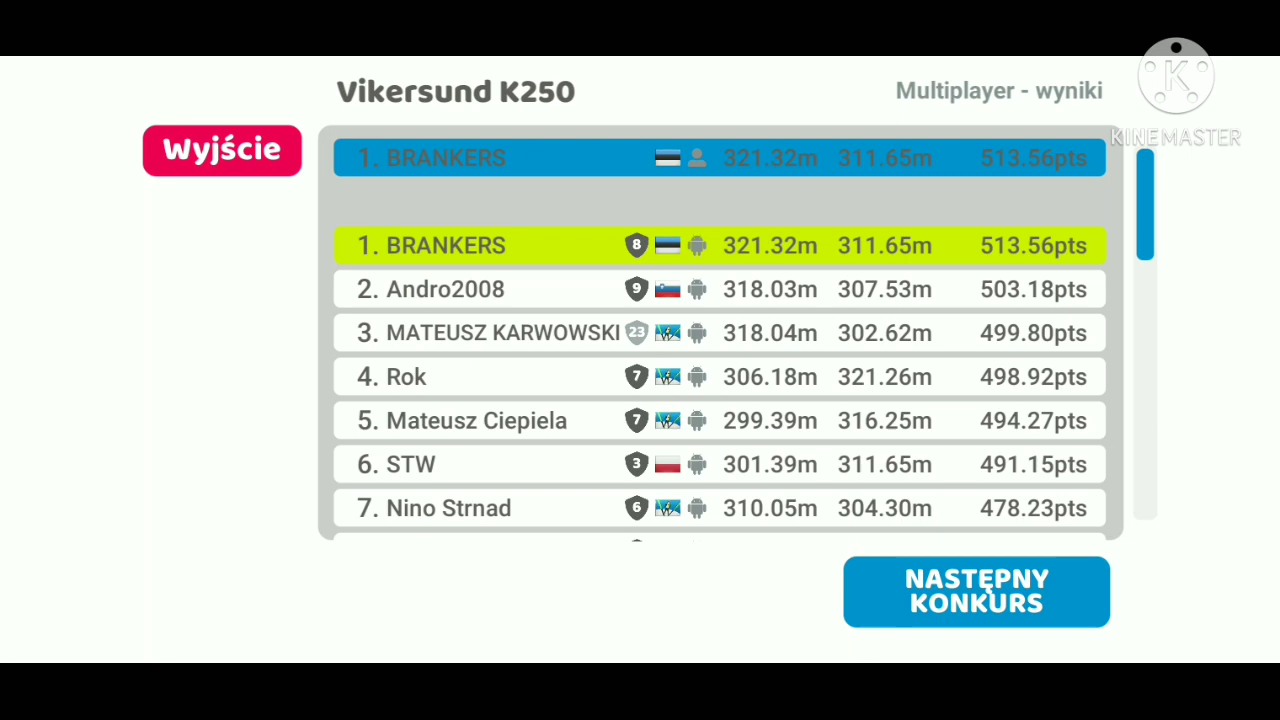 Vikersund K250
Multiplayer - wyniki
K
KINEMASTER
Wyjście
1. BRANKERS 321.32m 311.65m 513.56pts
1. BRANKERS 8 321.32m 311.65m 513.56pts
2. Andro2008 9 318.03m 307.53m 503.18pts
3. MATEUSZ KARWOWSKI 23 318.04m 302.62m 499.80pts
4. Rok 7 306.18m 321.26m 498.92pts
5. Mateusz Ciepiela 7 299.39m 316.25m 494.27pts
6. STW 3 301.39m 311.65m 491.15pts
7. Nino Strnad 6 310.05m 304.30m 478.23pts
NASTĘPNY
KONKURS